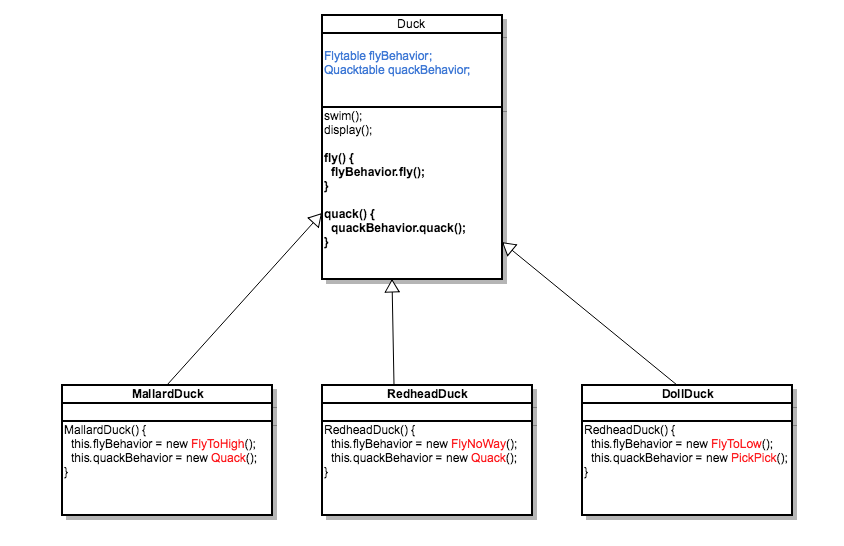 Duck
Flytable flyBehavior;
Quacktable quackBehavior;
swim();
display();
fly() {
flyBehavior.fly();
}
quack() {
quackBehavior.quack();
}
MallardDuck
MallardDuck() {
this.flyBehavior = new FlyToHigh();
this.quackBehavior = new Quack();
}
RedheadDuck
RedheadDuck() {
this.flyBehavior = new FlyNoWay();
this.quackBehavior = new Quack();
}
DollDuck
RedheadDuck() {
this.flyBehavior = new FlyToLow();
this.quackBehavior = new PickPick();
}